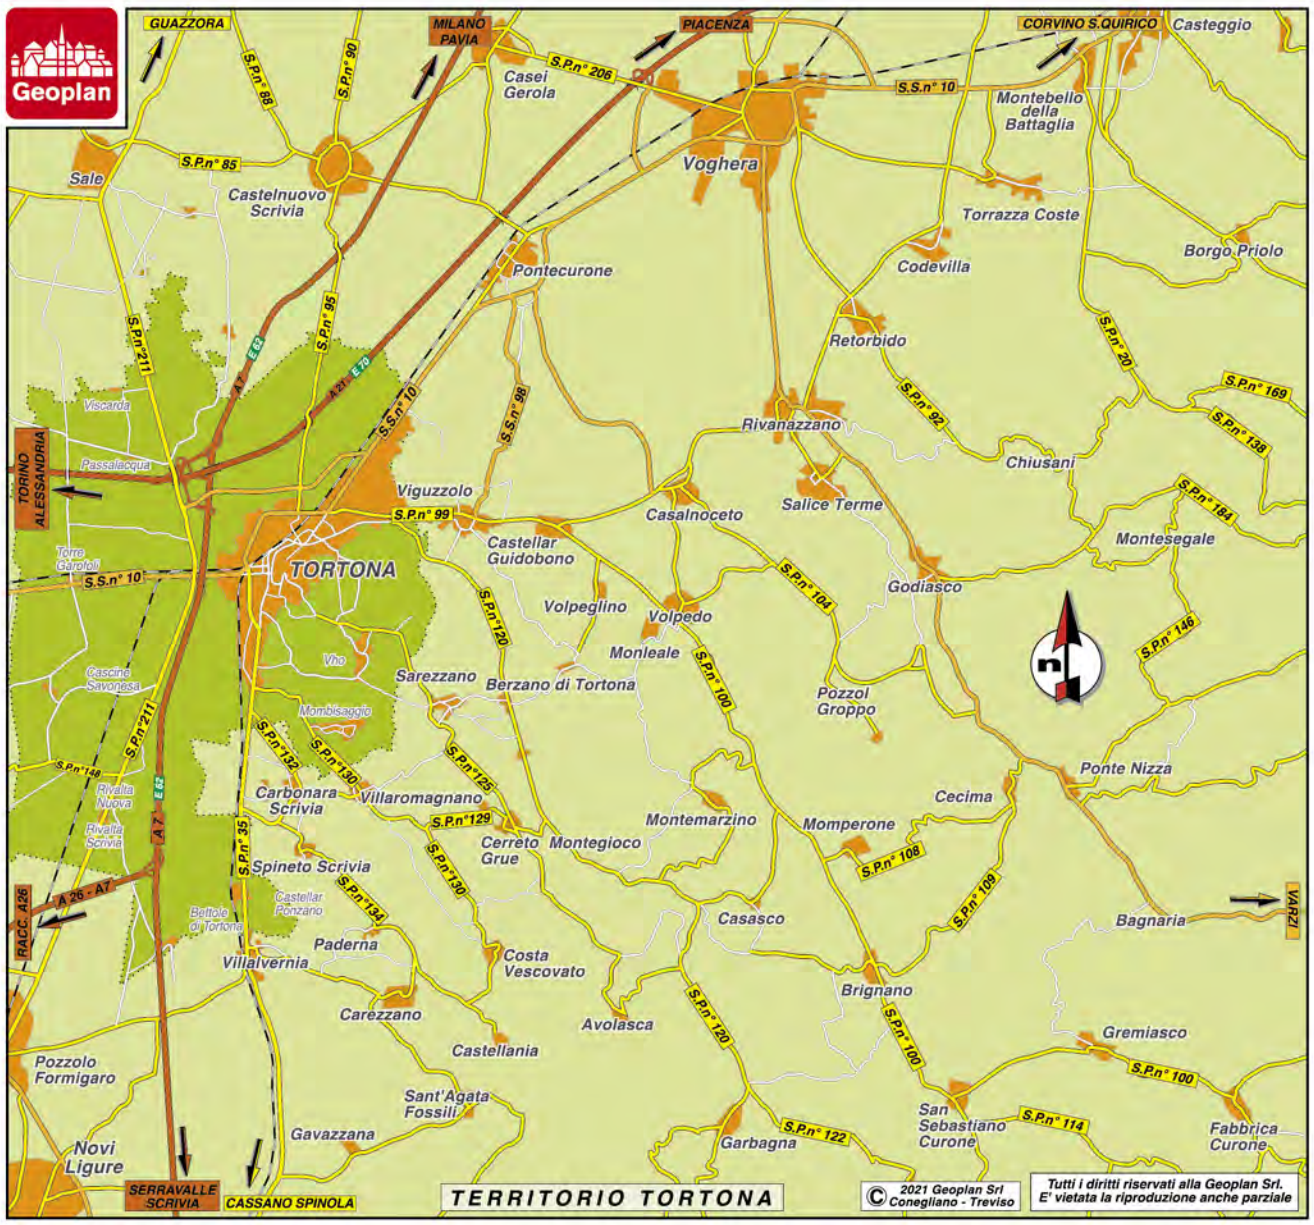 Geoplan
GUAZZORA
MILANO
PAVIA
PIACENZA
CORVINO S.QUIRICO
Casteggio
S.P.n° 88
S.P.n° 90
Casei
Gerola
S.P.n° 206
S.S.n° 10
Montebello
della
Battaglia
S.P.n° 85
Sale
Castelnuovo
Scrivia
Voghera
Torrazza Coste
Borgo Priolo
Codevilla
Pontecurone
S.P.n°211
S.P.n° 95
E 62
A 7
A 21 - E 70
S.S.n° 10
S.S.n° 98
Retorbido
S.P.n° 20
S.P.n° 169
S.P.n° 92
S.P.n° 138
Viscarda
Rivanazzano
Chiusani
TORINO
ALESSANDRIA
Passalacqua
Viguzzolo
S.P.n° 99
Casalnoceto
Salice Terme
S.P.n° 184
Castellar
Guidobono
Montesegale
Torre
Garofoli
S.S.n° 10
TORTONA
Godiasco
S.P.n° 104
S.P.n°120
Volpeglino
Volpedo
Monleale
S.P.n° 146
n
Vho
Cascine
Savonesa
Sarezzano
Berzano di Tortona
S.P.n° 100
Pozzol
Groppo
Mombisaggio
S.P.n°211
S.P.n°132
S.P.n°130
S.P.n°125
S.P.n°148
Ponte Nizza
E 62
Rivalta
Nuova
Carbonara
Scrivia
Villaromagnano
Cecima
Rivalta
Scrivia
A 7
S.P.n° 35
S.P.n°129
Cerreto
Grue
Montegioco
Montemarzino
Momperone
Spineto Scrivia
S.P.n°130
S.P.n° 108
S.P.n° 109
RACC. A26
A 26 - A7
Castellar
Ponzano
S.P.n°134
Bettole
di Tortona
Casasco
Bagnaria
VARZI
Paderna
Villalvernia
Costa
Vescovato
Brignano
Carezzano
Avolasca
S.P.n° 120
S.P.n° 100
Gremiasco
Castellania
Pozzolo
Formigaro
S.P.n° 100
Sant'Agata
Fossili
San
Sebastiano
Curone
S.P.n° 114
Gavazzana
Garbagna
S.P.n° 122
Fabbrica
Curone
Novi
Ligure
SERRAVALLE
SCRIVIA
CASSANO SPINOLA
TERRITORIO TORTONA
© 2021 Geoplan Srl
Conegliano - Treviso
Tutti i diritti riservati alla Geoplan Srl.
E' vietata la riproduzione anche parziale